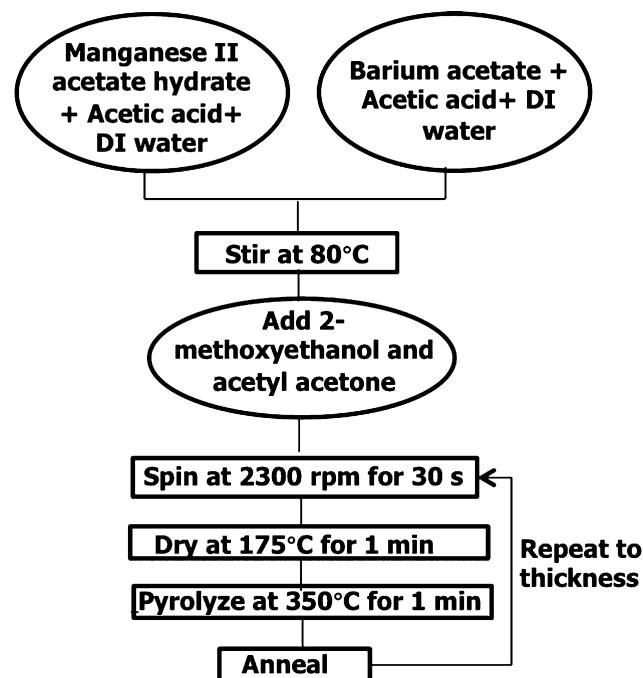 Manganese II
acetate hydrate
+ Acetic acid+
DI water
Barium acetate +
Acetic acid+ DI
water
Stir at 80°C
Add 2-
methoxyethanol and
acetyl acetone
Spin at 2300 rpm for 30 s
Dry at 175°C for 1 min
Pyrolyze at 350°C for 1 min
Anneal
Repeat to
thickness